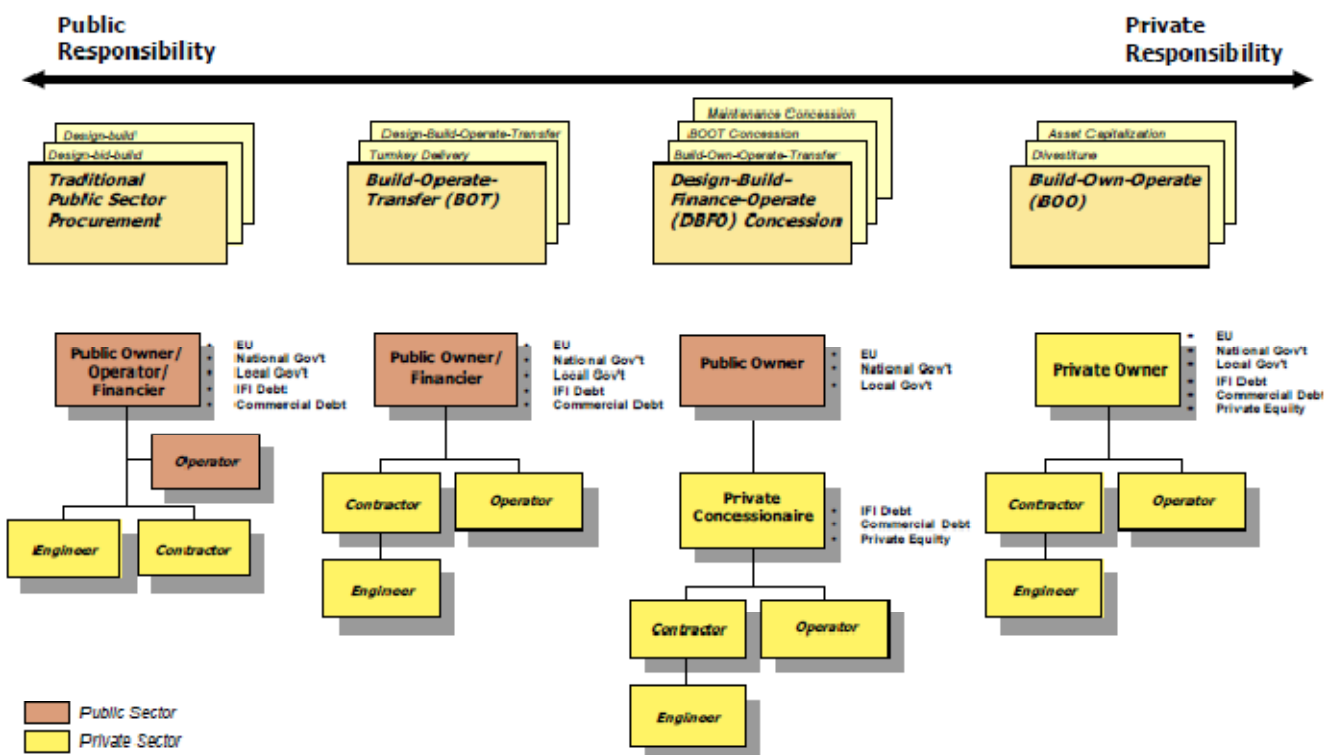 Public
Responsibility
Private
Responsibility
Design-build
Design-bid-build
Traditional
Public Sector
Procurement
Design-Build-Operate-Transfer
Turnkey Delivery
Build-Operate-
Transfer (BOT)
Maintenance Concession
BOOT Concession
Build-Own-Operate-Transfer
Design-Build-
Finance-Operate
(DBFO) Concession
Asset Capitalization
Divestiture
Build-Own-Operate
(BOO)
Public Owner/
Operator/
Financier
EU
National Gov't
Local Gov't
IFI Debt
Commercial Debt
Operator
Engineer
Contractor
Public Owner/
Financier
EU
National Gov't
Local Gov't
IFI Debt
Commercial Debt
Contractor
Operator
Engineer
Public Owner
EU
National Gov't
Local Gov't
Private
Concessionaire
IFI Debt
Commercial Debt
Private Equity
Contractor
Operator
Engineer
Private Owner
EU
National Gov't
Local Gov't
IFI Debt
Commercial Debt
Private Equity
Contractor
Operator
Engineer
Public Sector
Private Sector